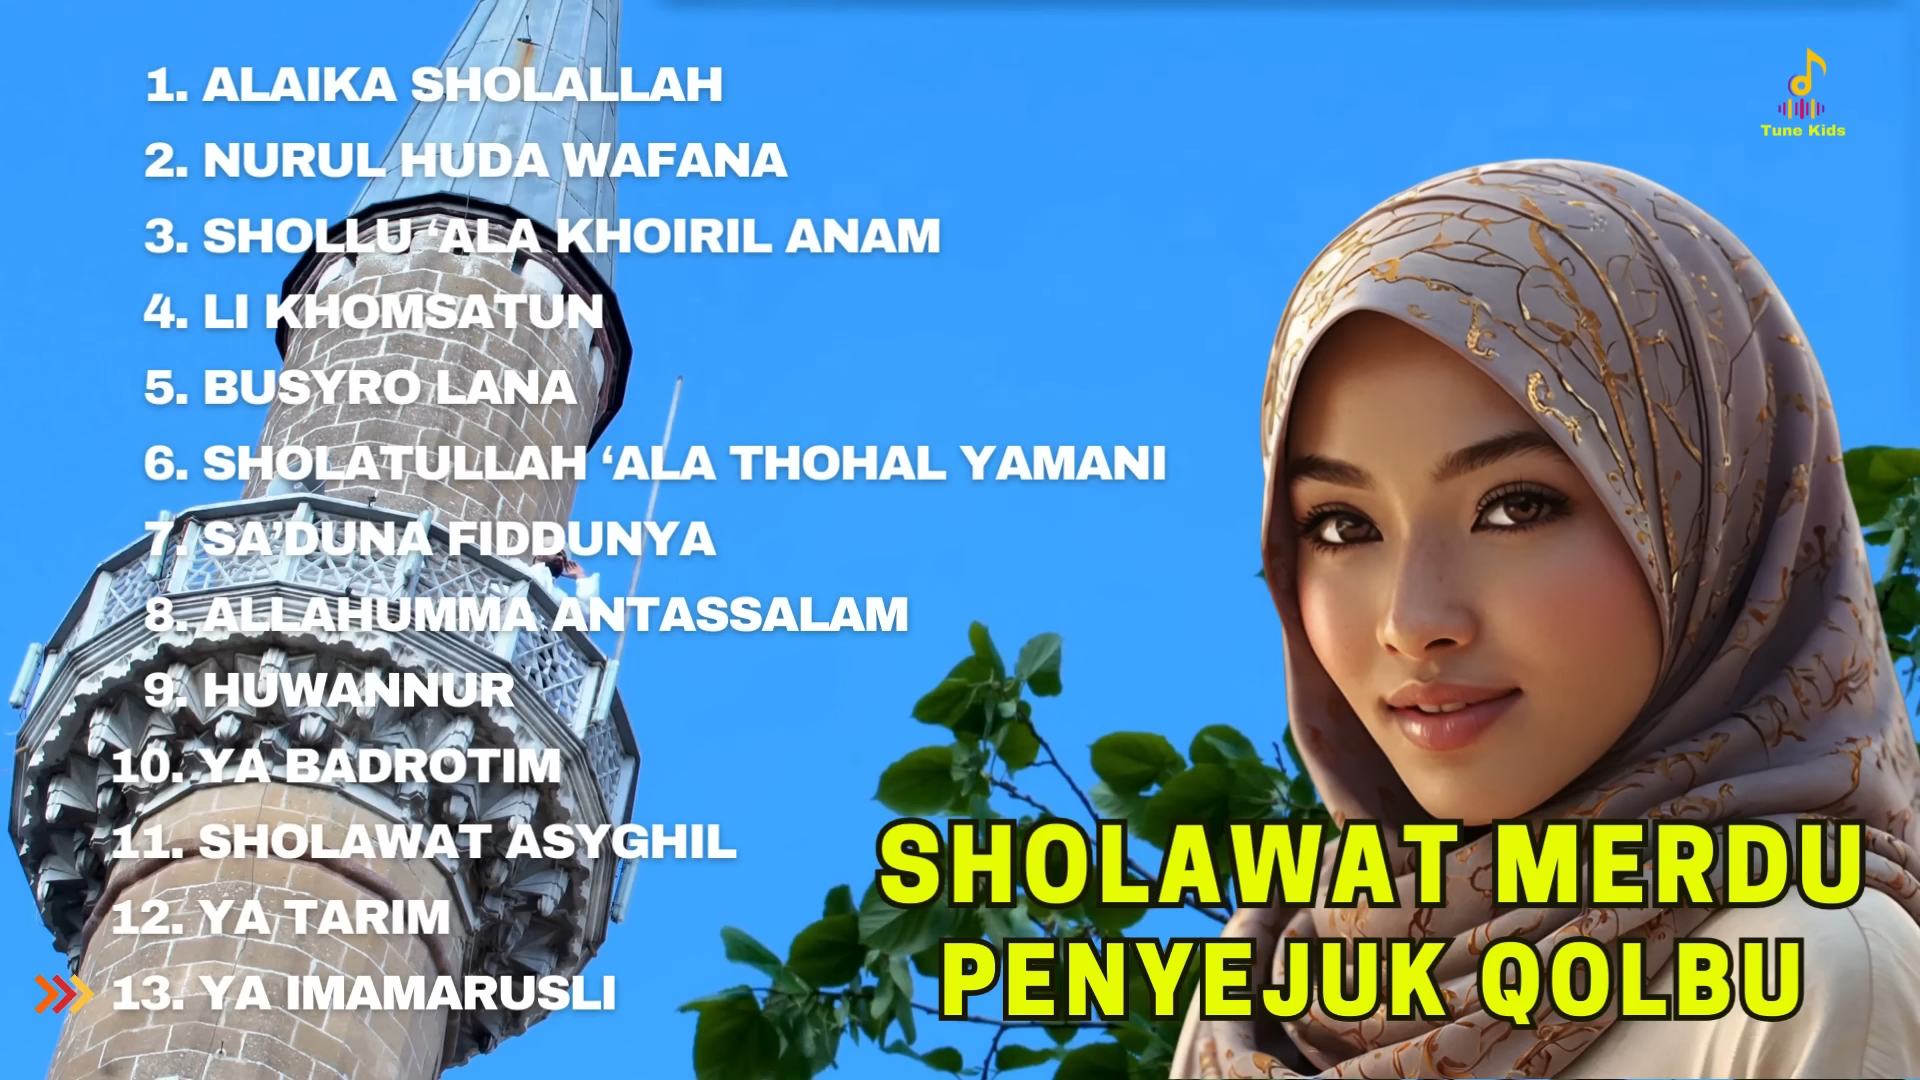 1. ALAIKA SHOLALLAH
2. NURUL HUDA WAFANA
3. SHOLLU ‘ALA KHOIRIL ANAM
4. LI KHOMSATUN
5. BUSYRO LANA
6. SHOLATULLAH ‘ALA THOHAL YAMANI
7. SA’DUNA FIDDUNYA
8. ALLAHUMMA ANTASSALAM
9. HUWANNUR
10. YA BADROTIM
11. SHOLAWAT ASYGHIL
12. YA TARIM
13. YA IMAMARUSLI
Tune Kids
SHOLAWAT MERDU
PENYEJUK QOLBU